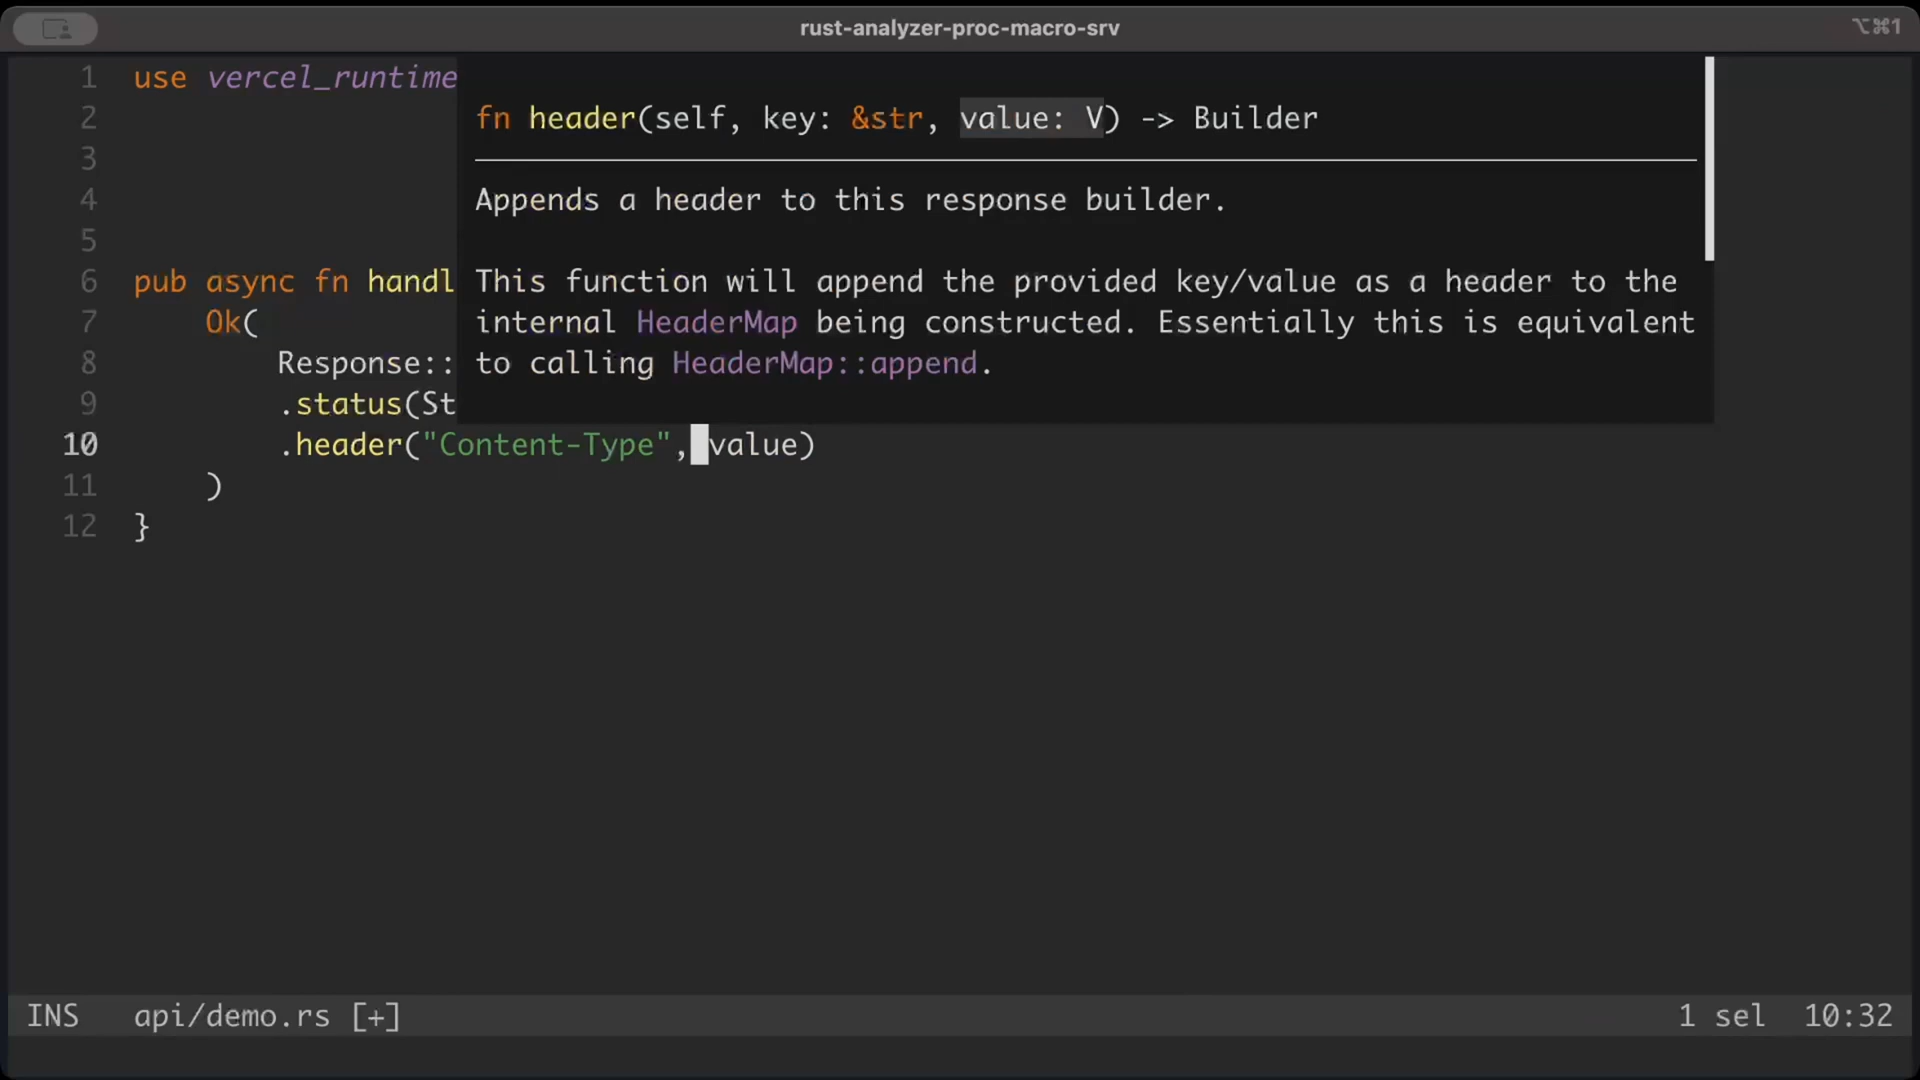 rust-analyzer-proc-macro-srv
⌥⌘1
1 use vercel_runtime
2
3
4
5
6 pub async fn handl
7 Ok(
8 Response::
9 .status(St
10 .header("Content-Type", value)
11 )
12 }
fn header(self, key: &str, value: V) -> Builder
Appends a header to this response builder.
This function will append the provided key/value as a header to the
internal HeaderMap being constructed. Essentially this is equivalent
to calling HeaderMap::append.
INS api/demo.rs [+] 1 sel 10:32